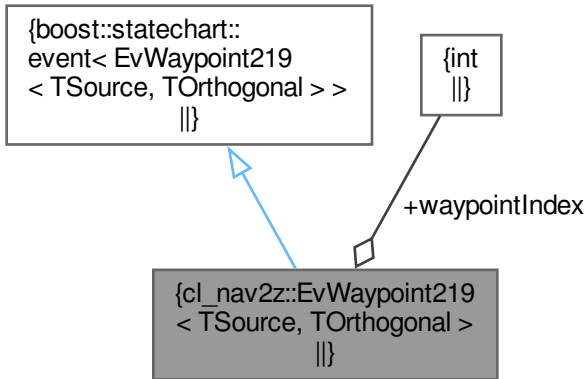 {boost::statechart::
event< EvWaypoint219
< TSource, TOrthogonal > >
||}
{int
||}
+waypointIndex
{cl_nav2z::EvWaypoint219
< TSource, TOrthogonal >
||}